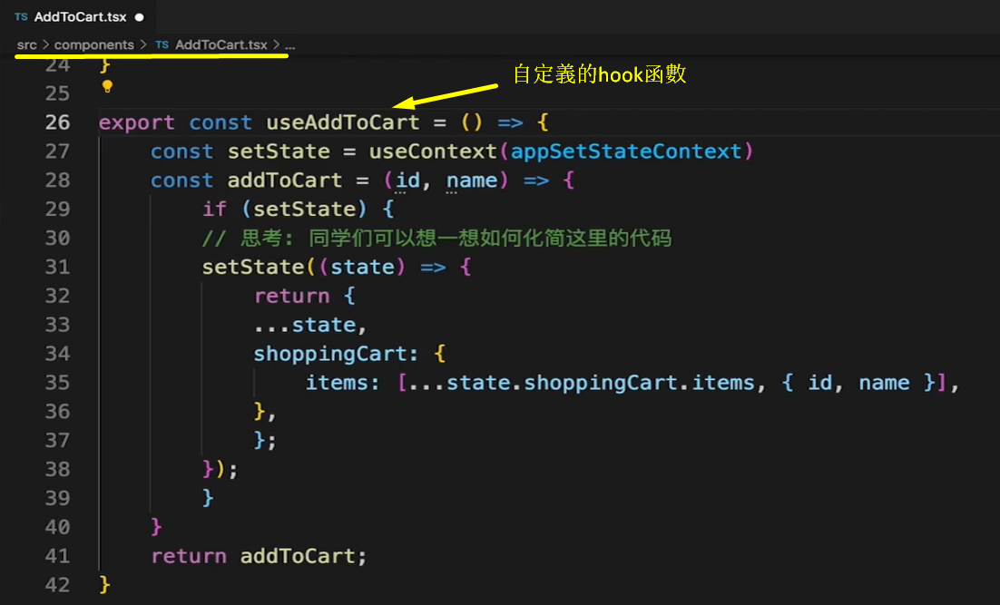 TS AddToCart.tsx ●
src > components > TS AddToCart.tsx > ...
自定義的hook函數
24 }
25
26 export const useAddToCart = () => {
27 const setState = useContext(appSetStateContext)
28 const addToCart = (id, name) => {
29 if (setState) {
30 // 思考: 同学们可以想一想如何化简这里的代码
31 setState((state) => {
32 return {
33 ...state,
34 shoppingCart: {
35 items: [...state.shoppingCart.items, { id, name }],
36 },
37 };
38 });
39 }
40 }
41 return addToCart;
42 }